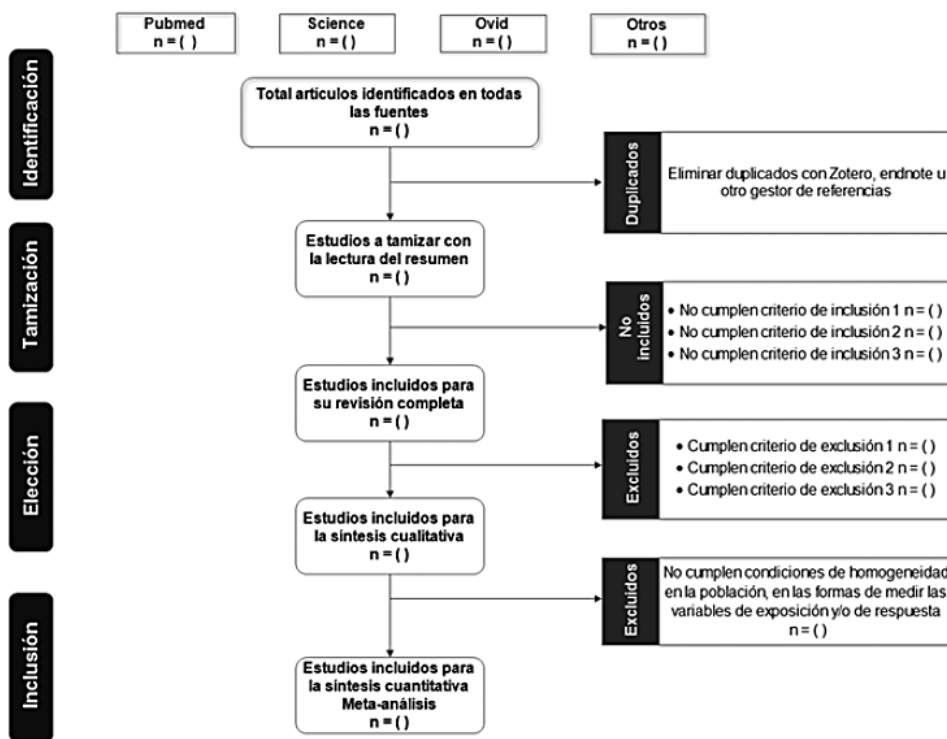 Pubmed
n = ( )
Science
n = ( )
Ovid
n = ( )
Otros
n = ( )
Identificación
Total artículos identificados en todas
las fuentes
n = ( )
Duplicados
Eliminar duplicados con Zotero, endnote u
otro gestor de referencias
Tamización
Estudios a tamizar con
la lectura del resumen
n = ( )
No
incluidos
• No cumplen criterio de inclusión 1 n = ( )
• No cumplen criterio de inclusión 2 n = ( )
• No cumplen criterio de inclusión 3 n = ( )
Estudios incluidos para
su revisión completa
n = ( )
Elección
Excluidos
• Cumplen criterio de exclusión 1 n = ( )
• Cumplen criterio de exclusión 2 n = ( )
• Cumplen criterio de exclusión 3 n = ( )
Estudios incluidos para
la síntesis cualitativa
n = ( )
Excluidos
No cumplen condiciones de homogeneidad
en la población, en las formas de medir las
variables de exposición y/o de respuesta
n = ( )
Inclusión
Estudios incluidos para
la síntesis cuantitativa
Meta-análisis
n = ( )